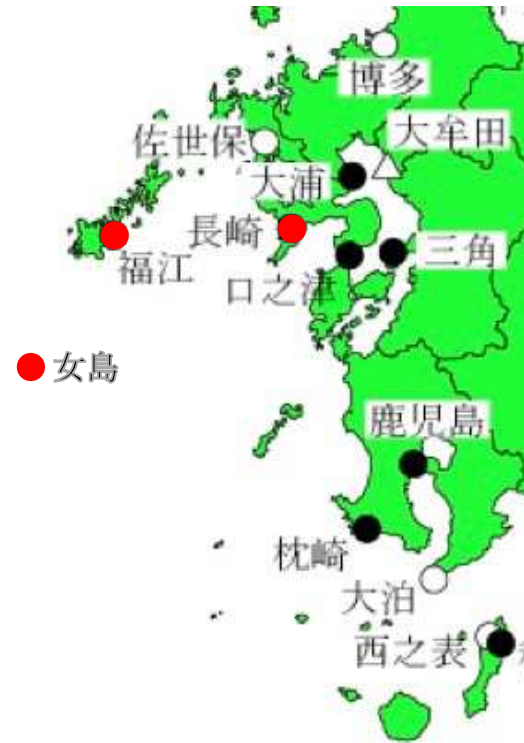 博多
佐世保
大牟田
大浦
長崎
福江
三角
口之津
女島
鹿児島
枕崎
大泊
西之表